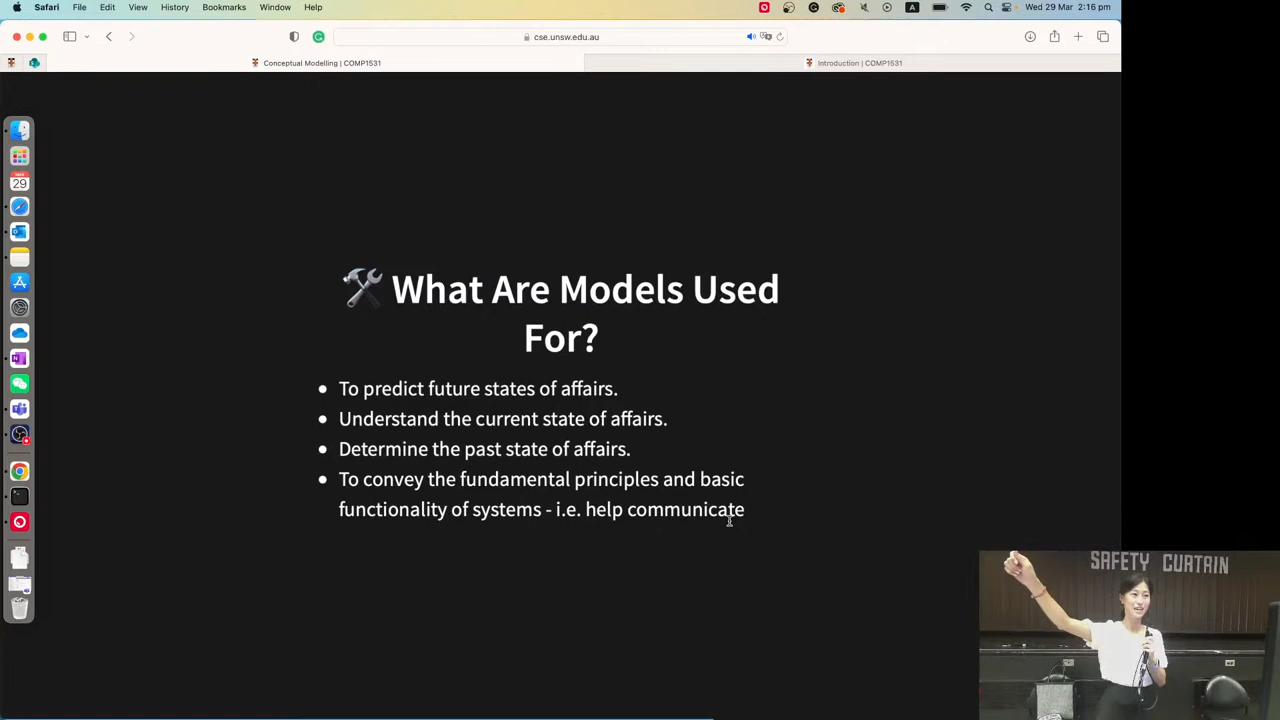 Safari File Edit View History Bookmarks Window Help
A
Wed 29 Mar 2:16 pm
cse.unsw.edu.au
Conceptual Modelling | COMP1531
Introduction | COMP1531
🛠️ What Are Models Used
For?
• To predict future states of affairs.
• Understand the current state of affairs.
• Determine the past state of affairs.
• To convey the fundamental principles and basic
functionality of systems - i.e. help communicate
29
SAFETY CURTAIN